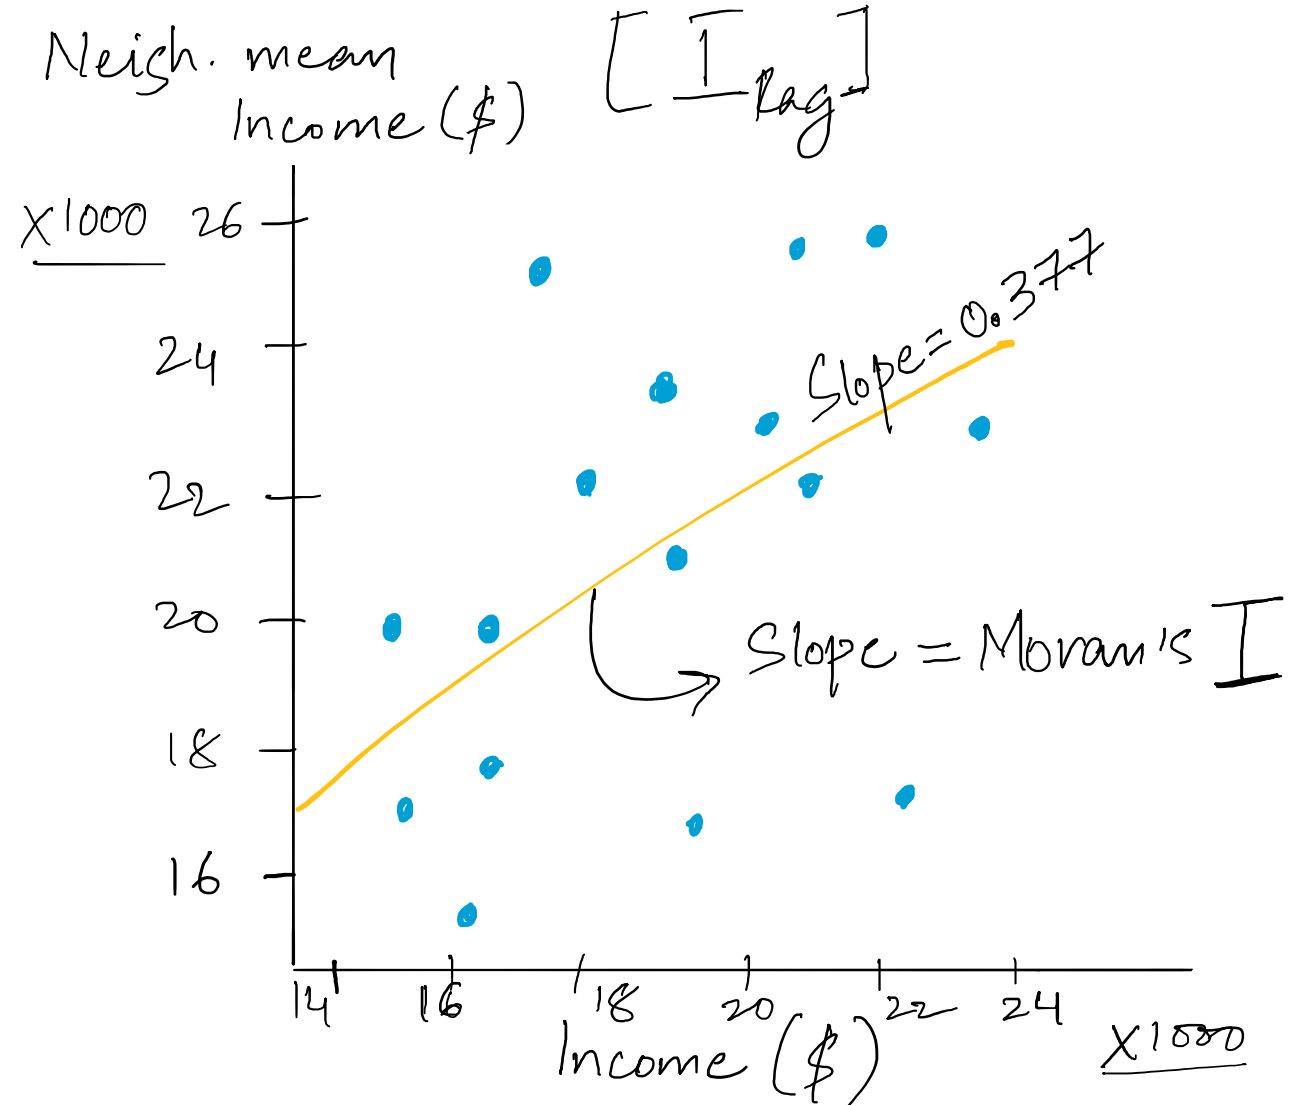 Neigh. mean
Income ($)
[I lag]
X1000
26
24
22
20
18
16
Slope = 0.377
Slope = Moran's I
14 16 18 20 22 24
Income ($)
X1000